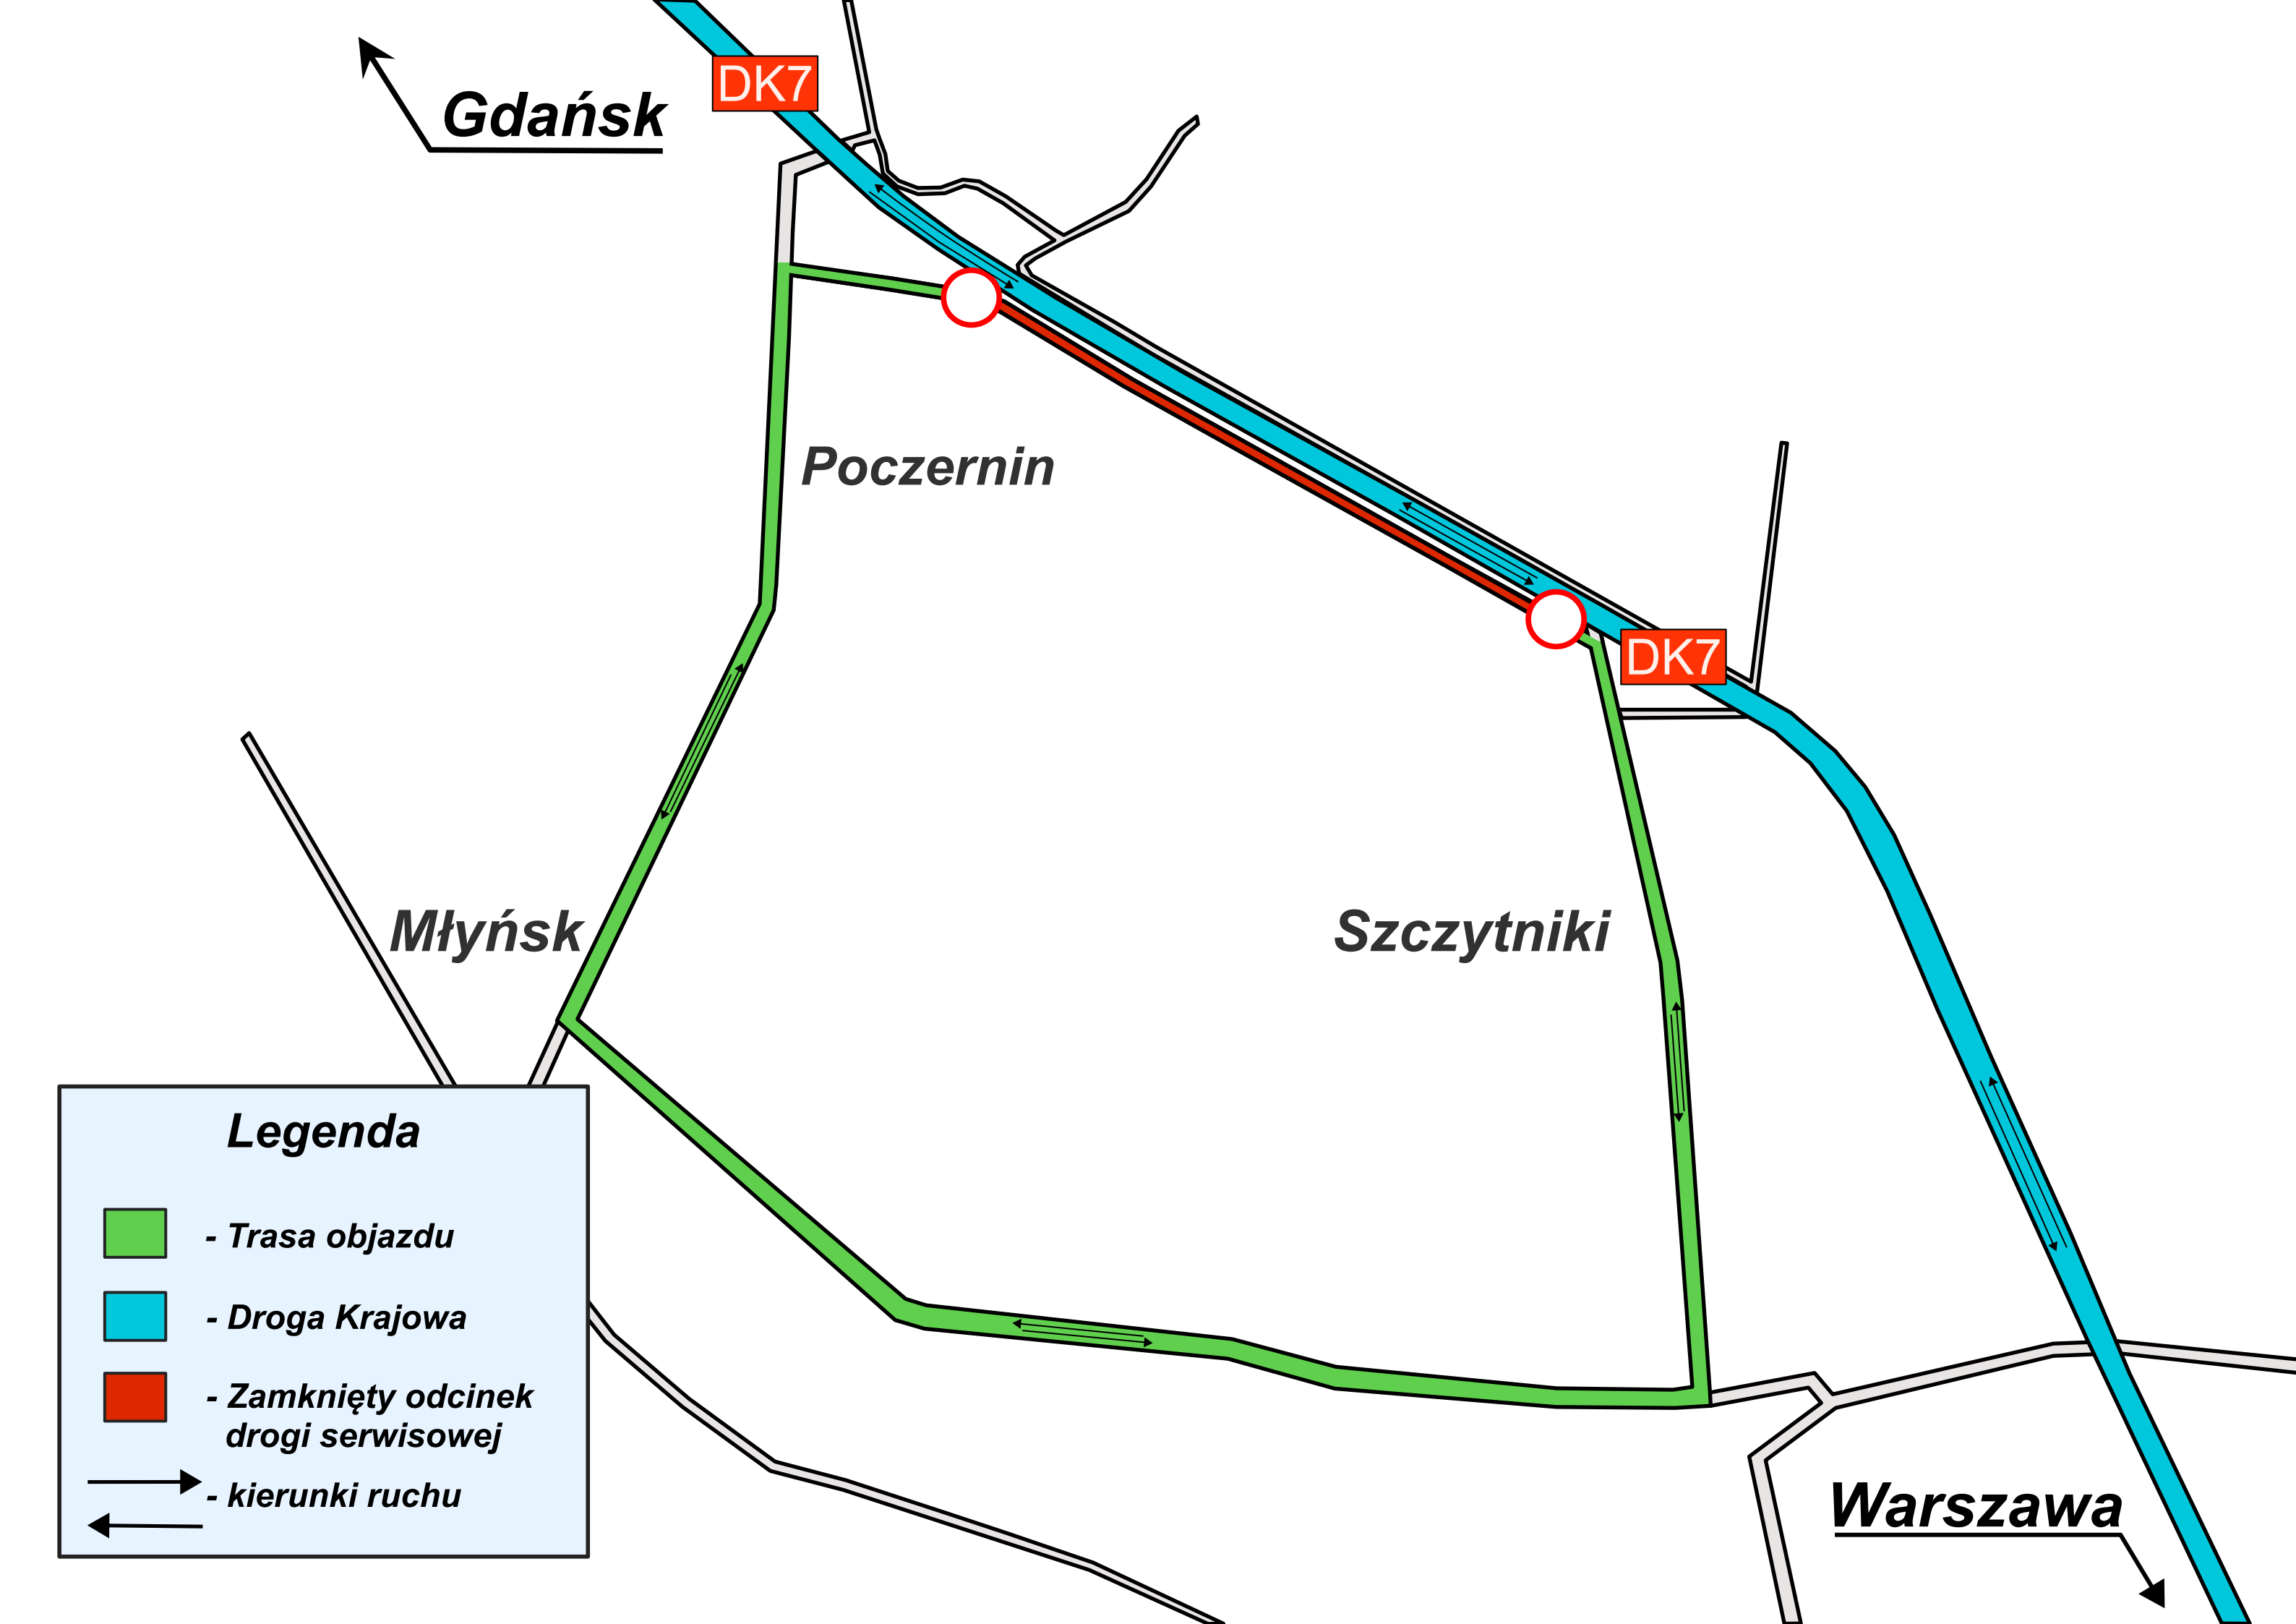 DK7
Gdańsk
Poczernin
DK7
Młyńsk
Szczytniki
Legenda
- Trasa objazdu
- Droga Krajowa
- Zamknięty odcinek
drogi serwisowej
- kierunki ruchu
Warszawa